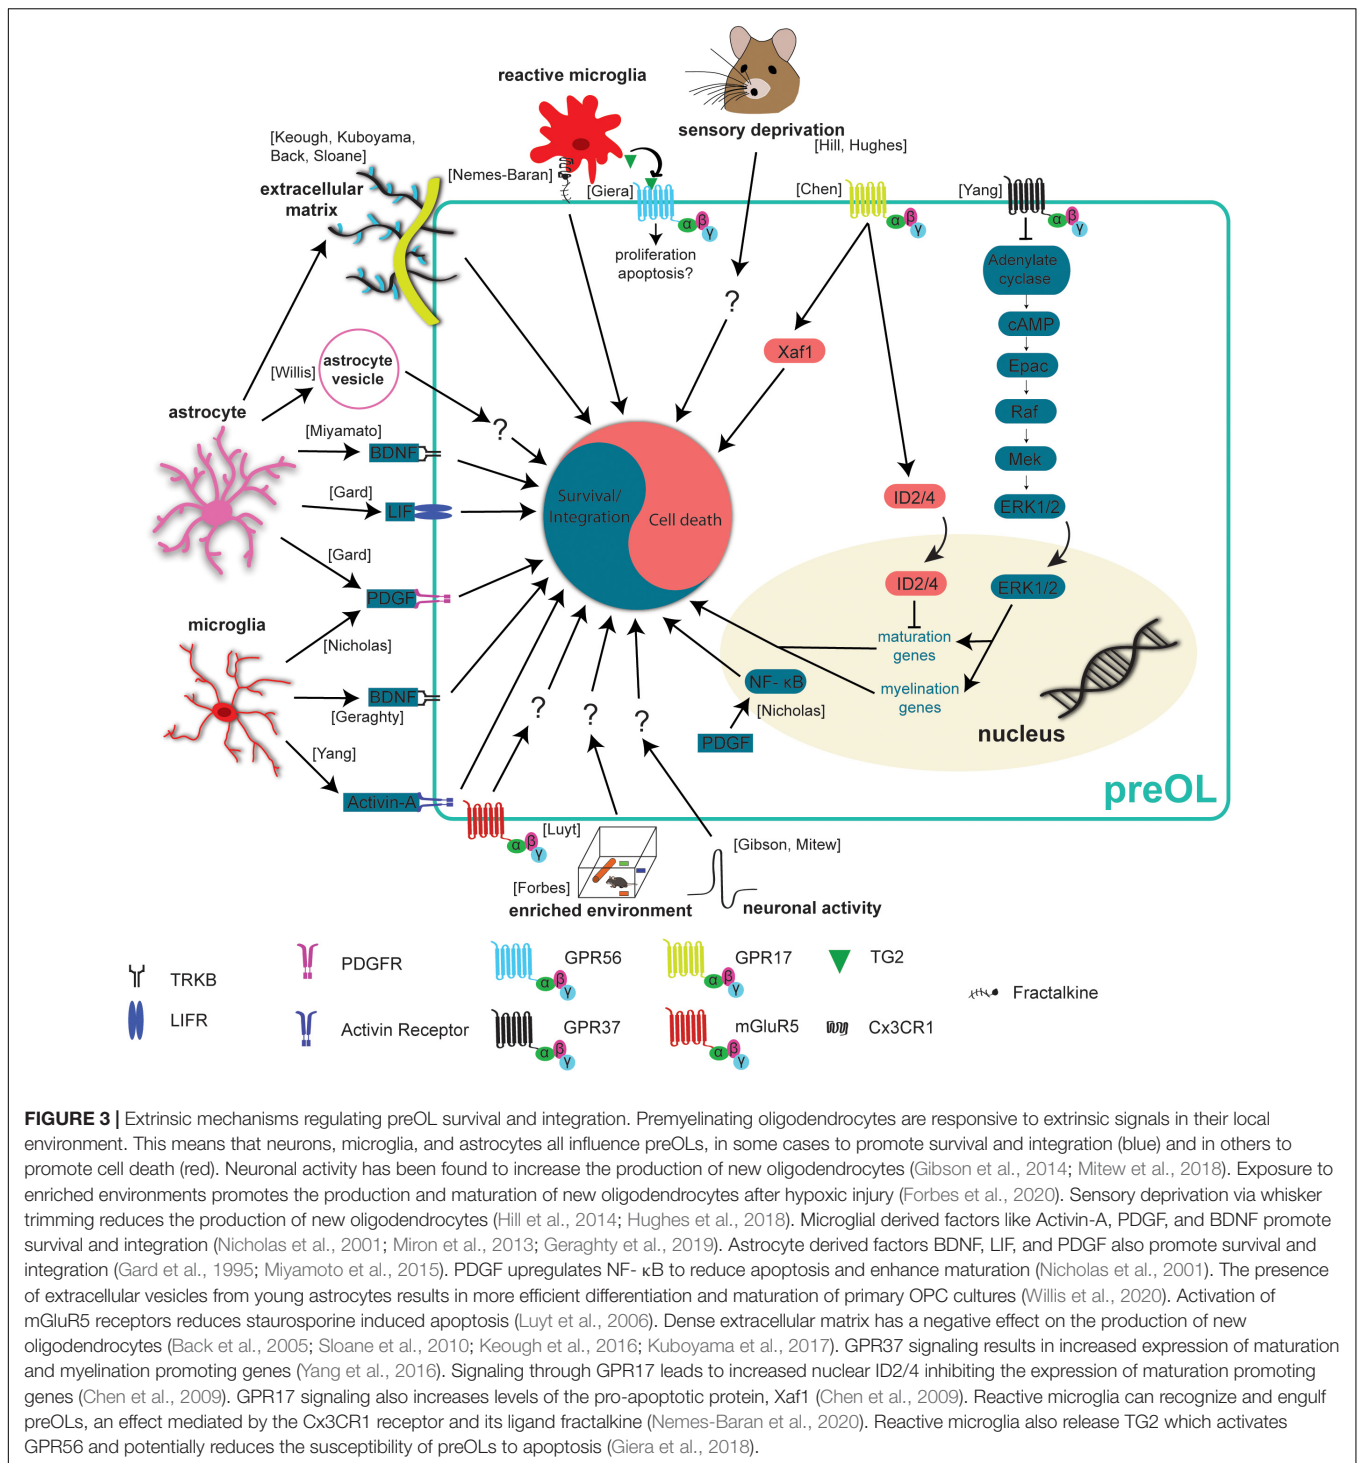 reactive microglia
sensory deprivation
[Hill, Hughes]
[Keough, Kuboyama,
Back, Sloane]
extracellular
matrix
[Nemes-Baran]
[Giera]
[Chen]
[Yang]
α β γ
α β γ
α β γ
proliferation
apoptosis?
?
Adenylate
cyclase
cAMP
Epac
Raf
Mek
ERK1/2
Xaf1
[Willis]
astrocyte
vesicle
?
astrocyte
[Miyamato]
BDNF
[Gard]
LIF
[Gard]
PDGF
[Nicholas]
microglia
BDNF
[Geraghty]
[Yang]
Activin-A
Survival/
Integration
Cell death
ID2/4
ID2/4
ERK1/2
maturation
genes
myelination
genes
NF- κB
[Nicholas]
PDGF
nucleus
preOL
?
?
?
[Luyt]
α β γ
[Forbes]
enriched environment
[Gibson, Mitew]
neuronal activity
TRKB
LIFR
PDGFR
Activin Receptor
GPR56
α β γ
GPR37
α β γ
GPR17
α β γ
mGluR5
α β γ
TG2
Cx3CR1
Fractalkine
FIGURE 3 | Extrinsic mechanisms regulating preOL survival and integration. Premyelinating oligodendrocytes are responsive to extrinsic signals in their local
environment. This means that neurons, microglia, and astrocytes all influence preOLs, in some cases to promote survival and integration (blue) and in others to
promote cell death (red). Neuronal activity has been found to increase the production of new oligodendrocytes (Gibson et al., 2014; Mitew et al., 2018). Exposure to
enriched environments promotes the production and maturation of new oligodendrocytes after hypoxic injury (Forbes et al., 2020). Sensory deprivation via whisker
trimming reduces the production of new oligodendrocytes (Hill et al., 2014; Hughes et al., 2018). Microglial derived factors like Activin-A, PDGF, and BDNF promote
survival and integration (Nicholas et al., 2001; Miron et al., 2013; Geraghty et al., 2019). Astrocyte derived factors BDNF, LIF, and PDGF also promote survival and
integration (Gard et al., 1995; Miyamoto et al., 2015). PDGF upregulates NF- κB to reduce apoptosis and enhance maturation (Nicholas et al., 2001). The presence
of extracellular vesicles from young astrocytes results in more efficient differentiation and maturation of primary OPC cultures (Willis et al., 2020). Activation of
mGluR5 receptors reduces staurosporine induced apoptosis (Luyt et al., 2006). Dense extracellular matrix has a negative effect on the production of new
oligodendrocytes (Back et al., 2005; Sloane et al., 2010; Keough et al., 2016; Kuboyama et al., 2017). GPR37 signaling results in increased expression of maturation
and myelination promoting genes (Yang et al., 2016). Signaling through GPR17 leads to increased nuclear ID2/4 inhibiting the expression of maturation promoting
genes (Chen et al., 2009). GPR17 signaling also increases levels of the pro-apoptotic protein, Xaf1 (Chen et al., 2009). Reactive microglia can recognize and engulf
preOLs, an effect mediated by the Cx3CR1 receptor and its ligand fractalkine (Nemes-Baran et al., 2020). Reactive microglia also release TG2 which activates
GPR56 and potentially reduces the susceptibility of preOLs to apoptosis (Giera et al., 2018).